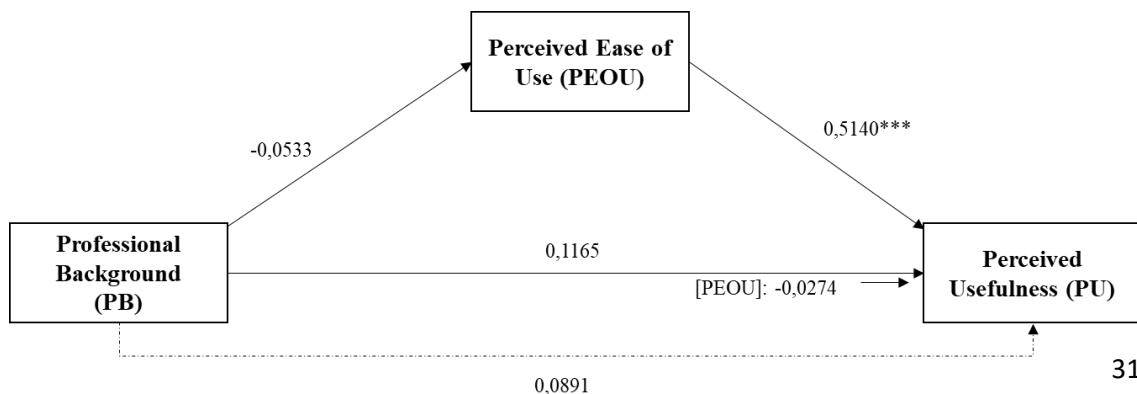 Perceived Ease of
Use (PEOU)
-0,0533
0,5140***
Professional
Background
(PB)
0,1165
[PEOU]: -0,0274
Perceived
Usefulness (PU)
0,0891
31